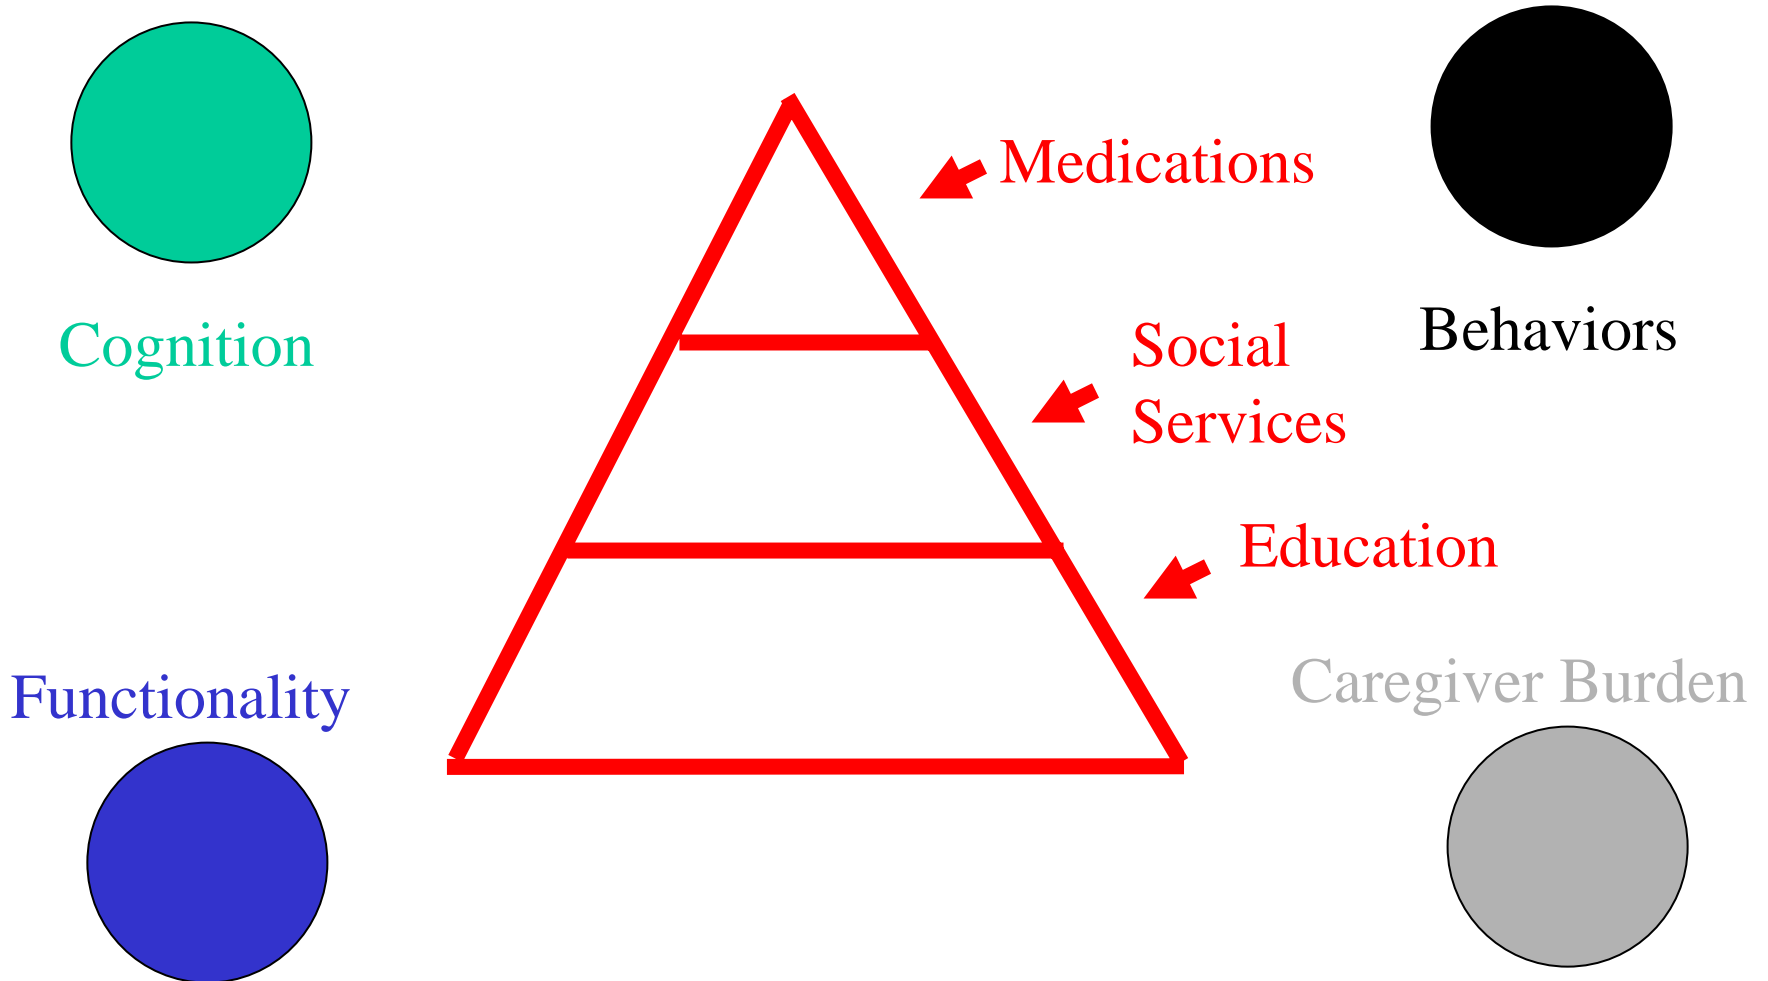 Medications
Behaviors
Cognition
Social
Services
Education
Functionality
Caregiver Burden